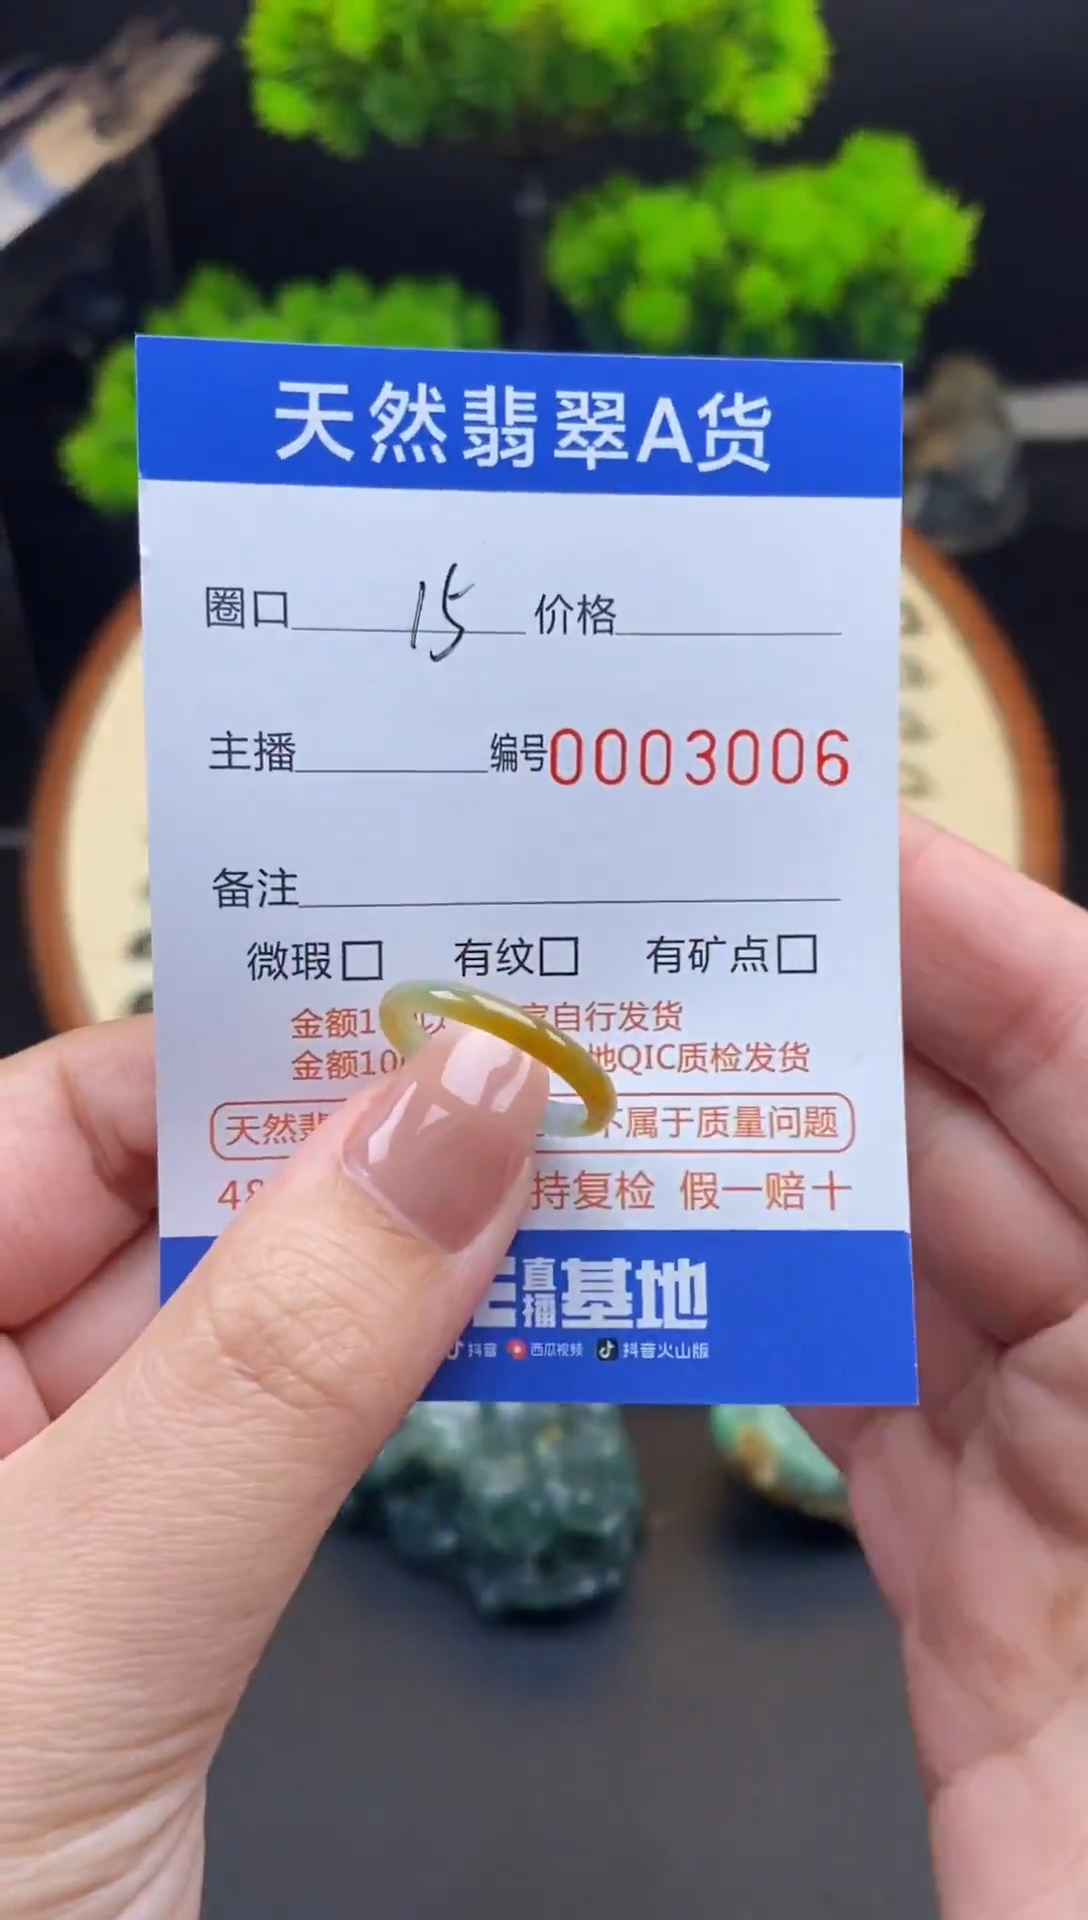 天然翡翠A货
圈口 15 价格
主播 编号0003006
备注
微瑕□ 有纹□ 有矿点□
金额1 自行发货
金额10 地QIC质检发货
天然 不属于质量问题
48 持复检 假一赔十
直播基地
抖音 西瓜视频 抖音火山版